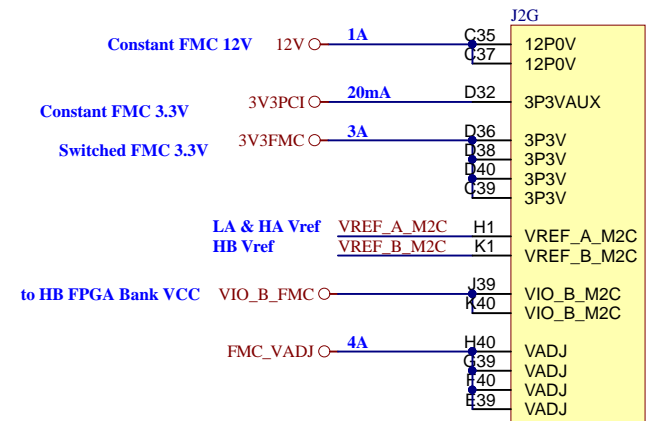 J2G
Constant FMC 12V 12V 1A C35 12P0V
C37 12P0V
Constant FMC 3.3V 3V3PCI 20mA D32 3P3VAUX
Switched FMC 3.3V 3V3FMC 3A D36 3P3V
D38 3P3V
D40 3P3V
C39 3P3V
LA & HA Vref VREF_A_M2C H1 VREF_A_M2C
HB Vref VREF_B_M2C K1 VREF_B_M2C
to HB FPGA Bank VCC VIO_B_FMC J39 VIO_B_M2C
K40 VIO_B_M2C
FMC_VADJ 4A H40 VADJ
G39 VADJ
F40 VADJ
E39 VADJ